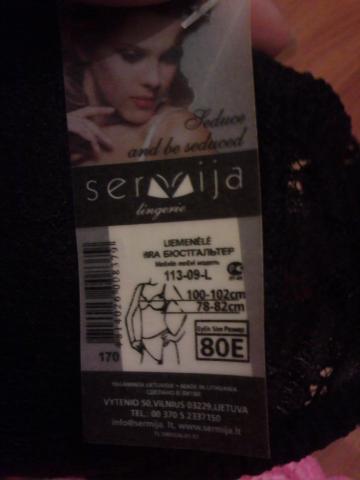 Seduce
and be seduced
sermija
lingerie
LIEMENĖLĖ
BRA БЮСТГАЛЬТЕР
113-09-L
100-102cm
78-82cm
80E
170
VYTENIO 50, VILNIUS 03229, LIETUVA
TEL.: 00 370 5 2337150
info@sermija.lt, www.sermija.lt